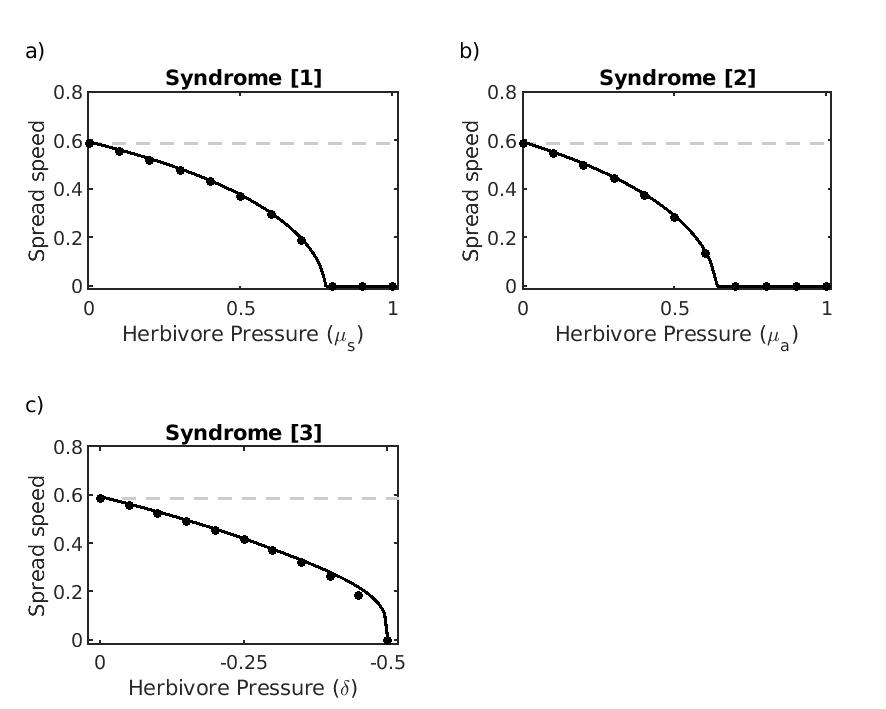 a)
Syndrome [1]
0.8
0.6
0.4
0.2
0
Spread speed
0 0.5 1
Herbivore Pressure (μs)
b)
Syndrome [2]
0.8
0.6
0.4
0.2
0
Spread speed
0 0.5 1
Herbivore Pressure (μa)
c)
Syndrome [3]
0.8
0.6
0.4
0.2
0
Spread speed
0 -0.25 -0.5
Herbivore Pressure (δ)